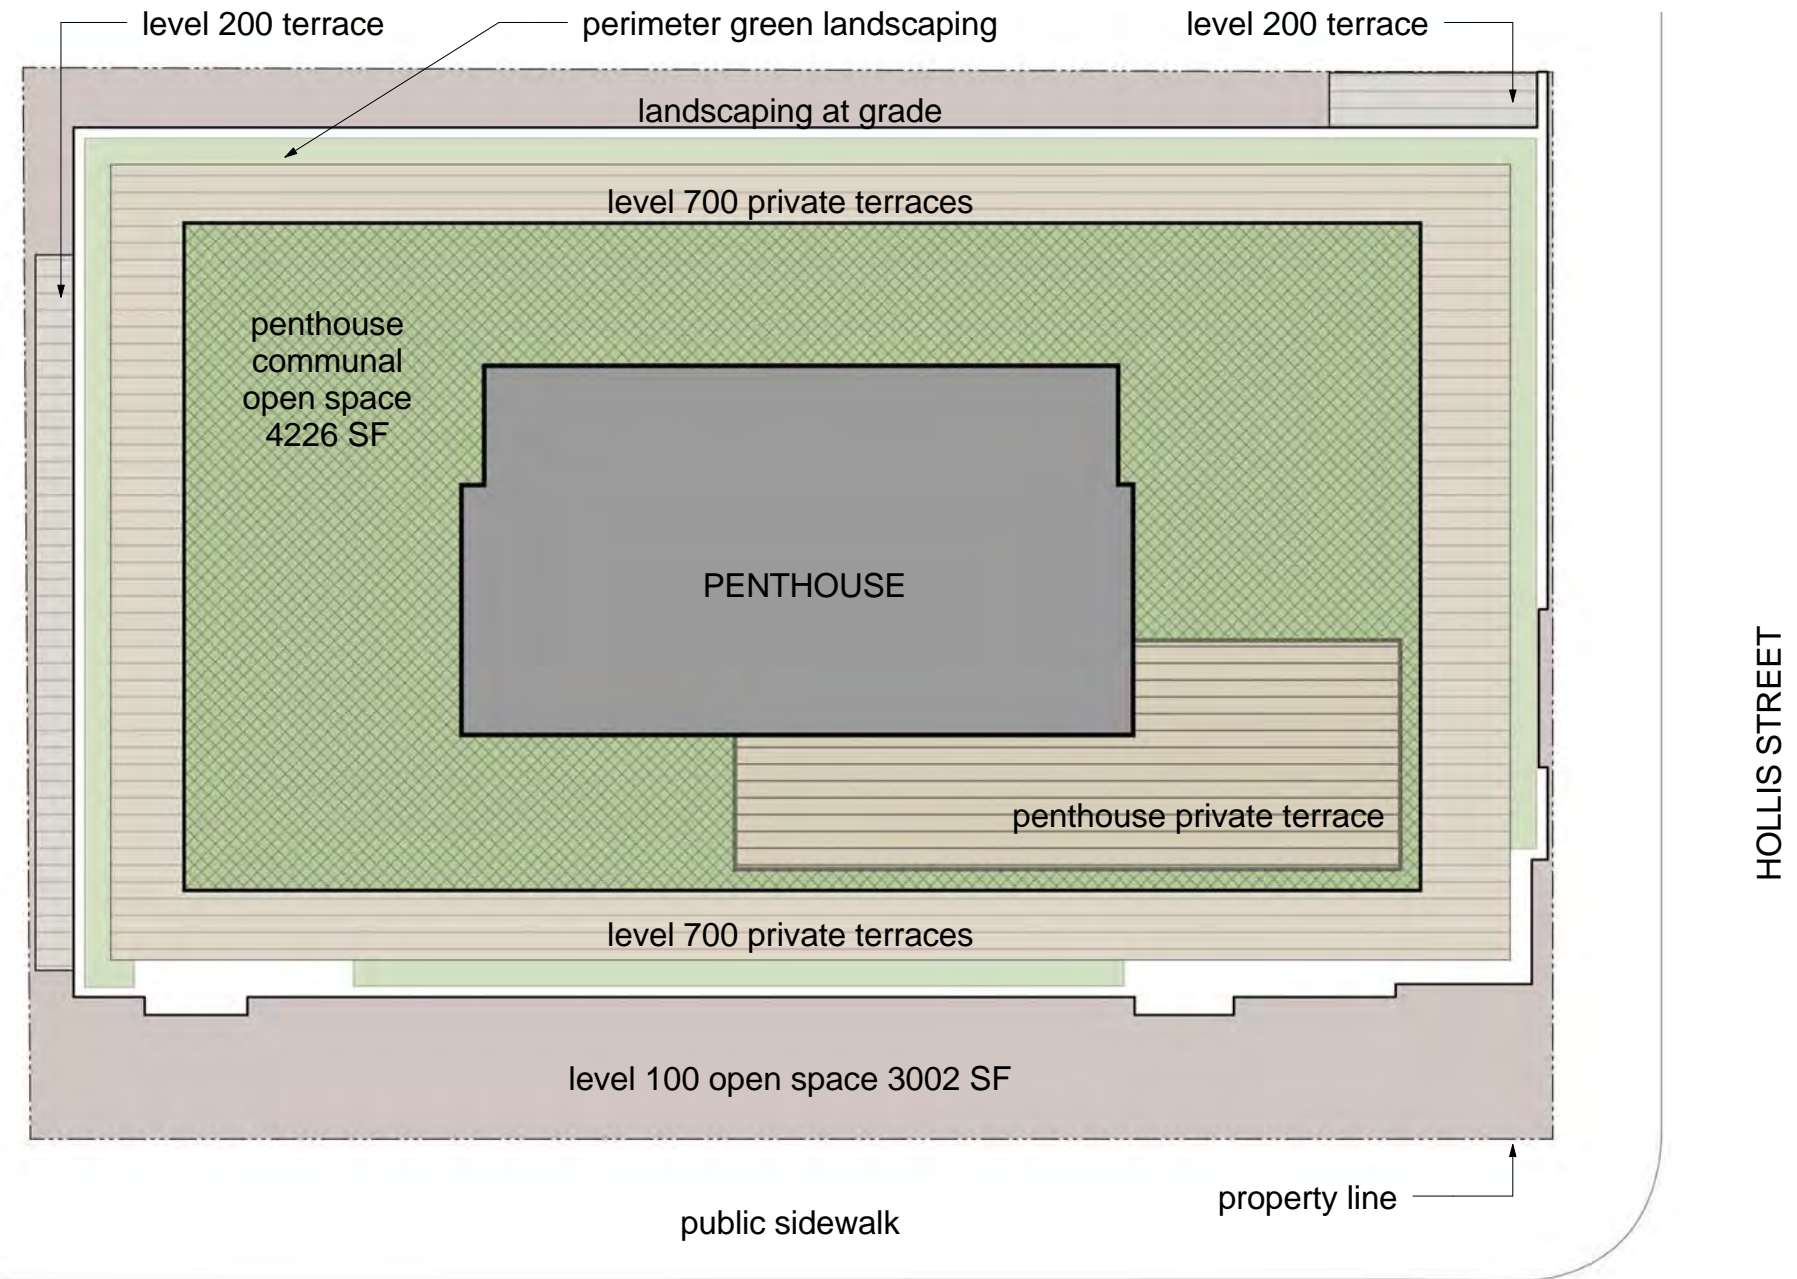 level 200 terrace
perimeter green landscaping
level 200 terrace
landscaping at grade
level 700 private terraces
penthouse
communal
open space
4226 SF
PENTHOUSE
penthouse private terrace
level 700 private terraces
level 100 open space 3002 SF
property line
public sidewalk
HOLLIS STREET